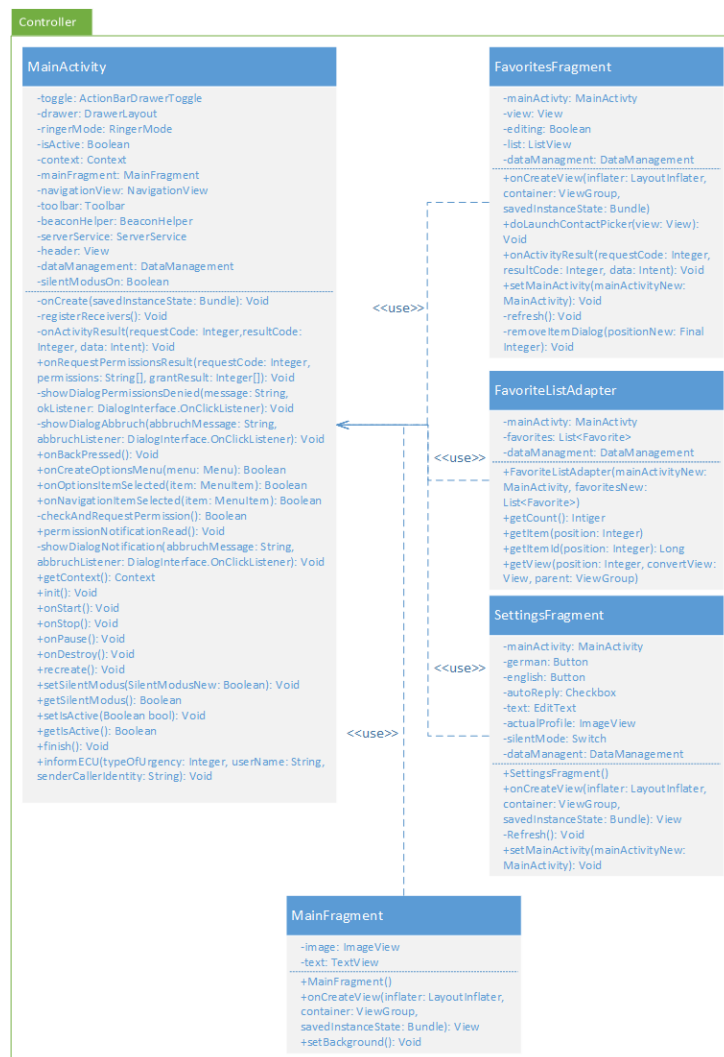 Controller
MainActivity
-toggle: ActionBarDrawerToggle
-drawer: DrawerLayout
-ringerMode: RingerMode
-isActive: Boolean
-context: Context
-mainFragment: MainFragment
-navigationView: NavigationView
-toolbar: Toolbar
-beaconHelper: BeaconHelper
-serverService: ServerService
-header: View
-dataManagement: DataManagement
-silentModusOn: Boolean
-onCreate(savedInstanceState: Bundle): Void
-registerReceivers(): Void
-onActivityResult(requestCode: Integer,resultCode:
Integer, data: Intent): Void
+onRequestPermissionsResult(requestCode: Integer,
permissions: String[], grantResult: Integer[]): Void
-showDialogPermissionsDenied(message: String,
okListener: DialogInterface.OnClickListener): Void
-showDialogAbbruch(abbruchMessage: String,
abbruchListener: DialogInterface.OnClickListener): Void
+onBackPressed(): Void
+onCreateOptionsMenu(menu: Menu): Boolean
+onOptionsItemSelected(item: MenuItem): Boolean
+onNavigationItemSelected(item: MenuItem): Boolean
-checkAndRequestPermission(): Boolean
+permissionNotificationRead(): Void
-showDialogNotification(abbruchMessage: String,
abbruchListener: DialogInterface.OnClickListener): Void
+getContext(): Context
+init(): Void
+onStart(): Void
+onStop(): Void
+onPause(): Void
+onDestroy(): Void
+recreate(): Void
+setSilentModus(SilentModusNew: Boolean): Void
+getSilentModus(): Boolean
+setIsActive(Boolean bool): Void
+getIsActive(): Boolean
+finish(): Void
+informECU(typeOfUrgency: Integer, userName: String,
senderCallerIdentity: String): Void
<<use>>
<<use>>
<<use>>
<<use>>
FavoritesFragment
-mainActivty: MainActivty
-view: View
-editing: Boolean
-list: ListView
-dataManagment: DataManagement
+onCreateView(inflater: LayoutInflater,
container: ViewGroup,
savedInstanceState: Bundle)
+doLaunchContactPicker(view: View):
Void
+onActivityResult(requestCode: Integer,
resultCode: Integer, data: Intent): Void
+setMainActivity(mainActivityNew:
MainActivity): Void
-refresh(): Void
-removeItemDialog(positionNew: Final
Integer): Void
FavoriteListAdapter
-mainActivty: MainActivty
-favorites: List<Favorite>
-dataManagment: DataManagement
+FavoriteListAdapter(mainActivityNew:
MainActivity, favoritesNew:
List<Favorite>)
+getCount(): Intiger
+getItem(position: Integer)
+getItemId(position: Integer): Long
+getView(position: Integer, convertView:
View, parent: ViewGroup)
SettingsFragment
-mainActivity: MainActivity
-german: Button
-english: Button
-autoReply: Checkbox
-text: EditText
-actualProfile: ImageView
-silentMode: Switch
-dataManagent: DataManagement
+SettingsFragment()
+onCreateView(inflater: LayoutInflater,
container: ViewGroup,
savedInstanceState: Bundle): View
-Refresh(): Void
+setMainActivity(mainActivityNew:
MainActivity): Void
MainFragment
-image: ImageView
-text: TextView
+MainFragment()
+onCreateView(inflater: LayoutInflater,
container: ViewGroup,
savedInstanceState: Bundle): View
+setBackground(): Void